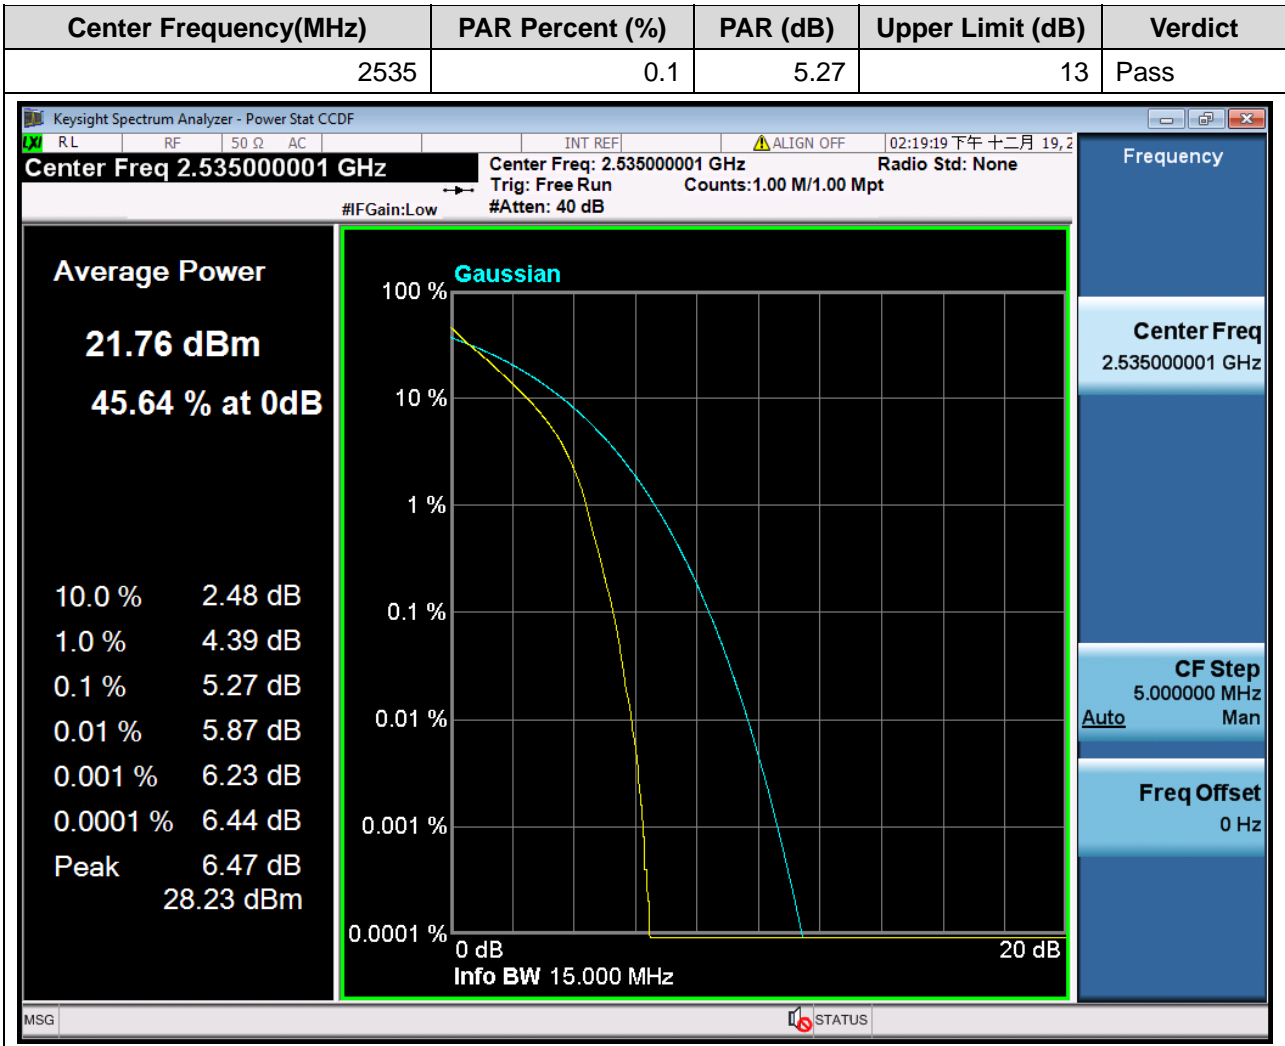 Center Frequency(MHz) PAR Percent (%) PAR (dB) Upper Limit (dB) Verdict
2535 0.1 5.27 13 Pass
Keysight Spectrum Analyzer - Power Stat CCDF
LXI RL RF 50 Ω AC INT REF ALIGN OFF 02:19:19 下午 十二月 19, 2
Center Freq 2.535000001 GHz
Center Freq: 2.535000001 GHz Radio Std: None
Trig: Free Run Counts:1.00 M/1.00 Mpt
#IFGain:Low #Atten: 40 dB
Average Power
21.76 dBm
45.64 % at 0dB
10.0 % 2.48 dB
1.0 % 4.39 dB
0.1 % 5.27 dB
0.01 % 5.87 dB
0.001 % 6.23 dB
0.0001 % 6.44 dB
Peak 6.47 dB
28.23 dBm
Gaussian
100 %
10 %
1 %
0.1 %
0.01 %
0.001 %
0.0001 %
0 dB 20 dB
Info BW 15.000 MHz
Frequency
Center Freq
2.535000001 GHz
CF Step
5.000000 MHz
Auto Man
Freq Offset
0 Hz
MSG STATUS